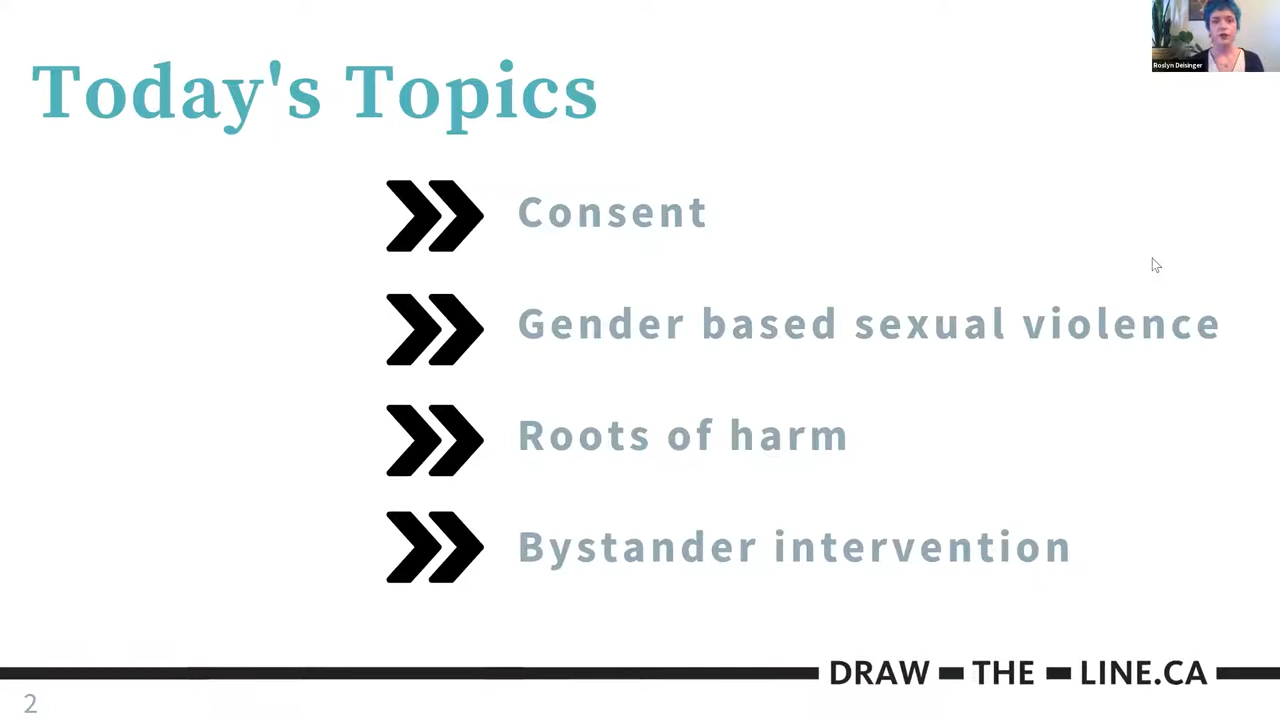 Today's Topics
Roslyn Deisinger
Consent
Gender based sexual violence
Roots of harm
Bystander intervention
DRAW THE LINE.CA
2